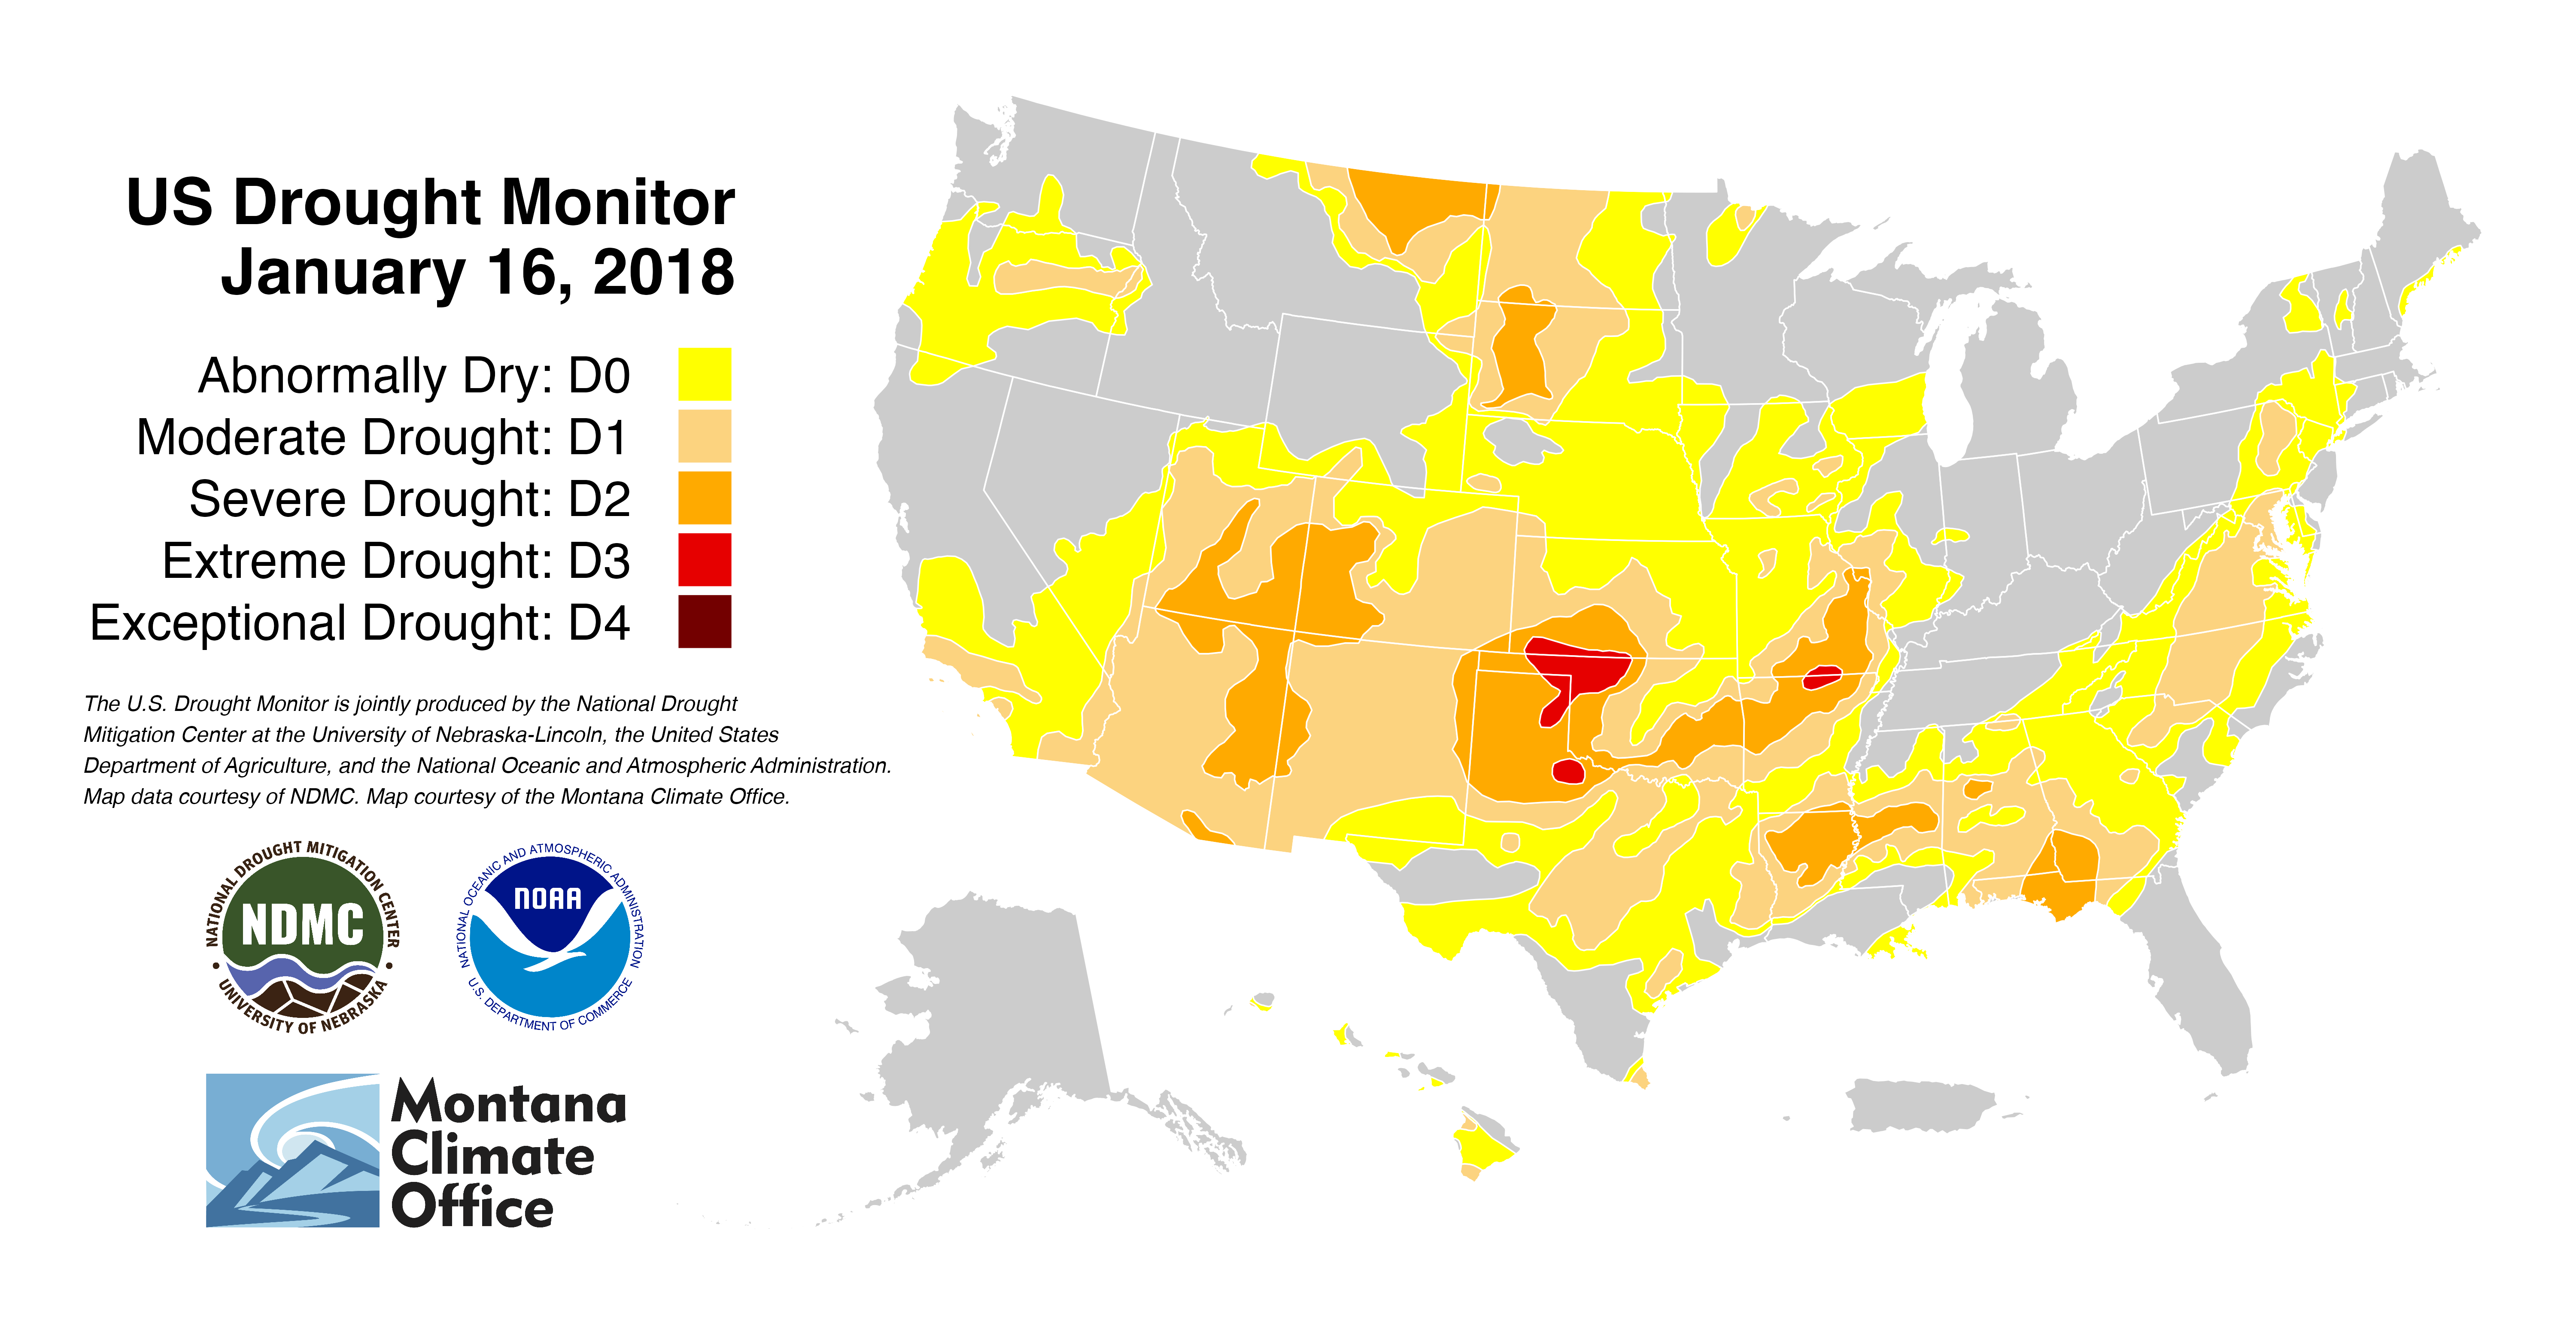 US Drought Monitor
January 16, 2018
Abnormally Dry: D0
Moderate Drought: D1
Severe Drought: D2
Extreme Drought: D3
Exceptional Drought: D4
The U.S. Drought Monitor is jointly produced by the National Drought
Mitigation Center at the University of Nebraska-Lincoln, the United States
Department of Agriculture, and the National Oceanic and Atmospheric Administration.
Map data courtesy of NDMC. Map courtesy of the Montana Climate Office.
NATIONAL DROUGHT MITIGATION CENTER
NDMC
• UNIVERSITY OF NEBRASKA •
NATIONAL OCEANIC AND ATMOSPHERIC ADMINISTRATION
NOAA
U.S. DEPARTMENT OF COMMERCE
Montana
Climate
Office